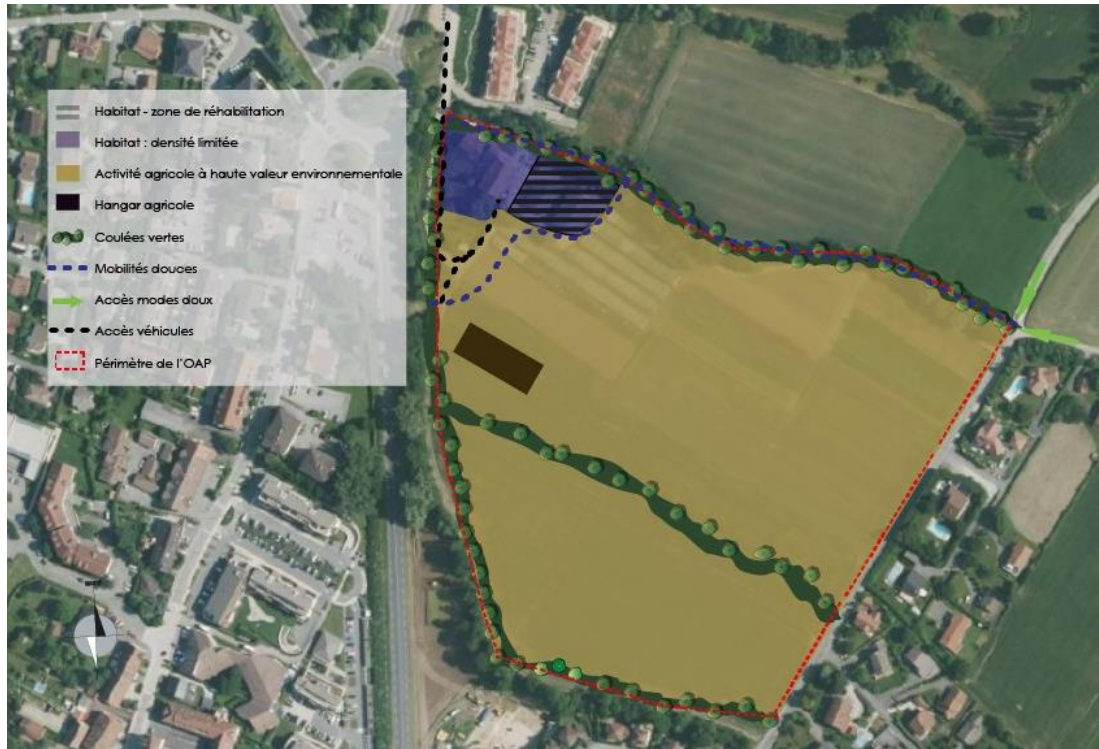 Habitat - zone de réhabilitation
Habitat : densité limitée
Activité agricole à haute valeur environnementale
Hangar agricole
Coulées vertes
Mobilités douces
Accès modes doux
Accès véhicules
Périmètre de l'OAP